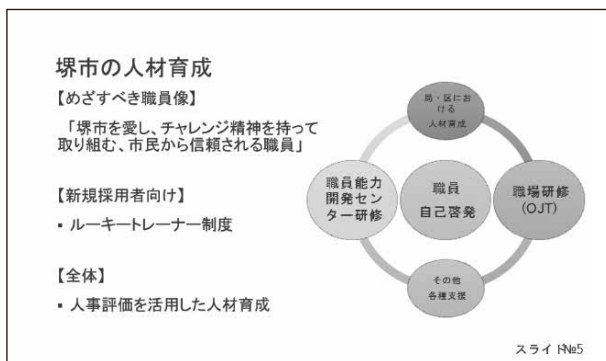 堺市の人材育成
【めざすべき職員像】
「堺市を愛し、チャレンジ精神を持って
取り組む、市民から信頼される職員」
【新規採用者向け】
▪ ルーキートレーナー制度
【全体】
▪ 人事評価を活用した人材育成
局・区にお
ける
人材育成
職員能力
開発セン
ター研修
職員
自己啓発
職場研修
(OJT)
その他
各種支援
スライド№5